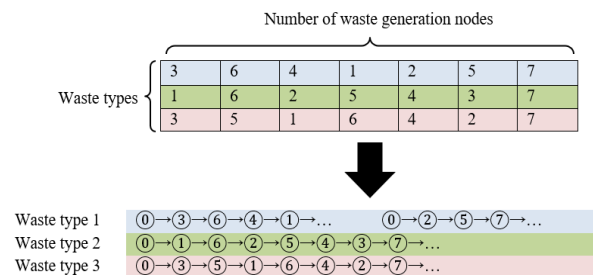 Number of waste generation nodes
Waste types
3 6 4 1 2 5 7
1 6 2 5 4 3 7
3 5 1 6 4 2 7
Waste type 1 ⓪→③→⑥→④→①→... ⓪→②→⑤→⑦→...
Waste type 2 ⓪→①→⑥→②→⑤→④→③→⑦→...
Waste type 3 ⓪→③→⑤→①→⑥→④→②→⑦→...